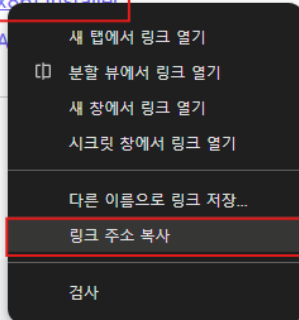 새 탭에서 링크 열기
분할 뷰에서 링크 열기
새 창에서 링크 열기
시크릿 창에서 링크 열기
다른 이름으로 링크 저장...
링크 주소 복사
검사